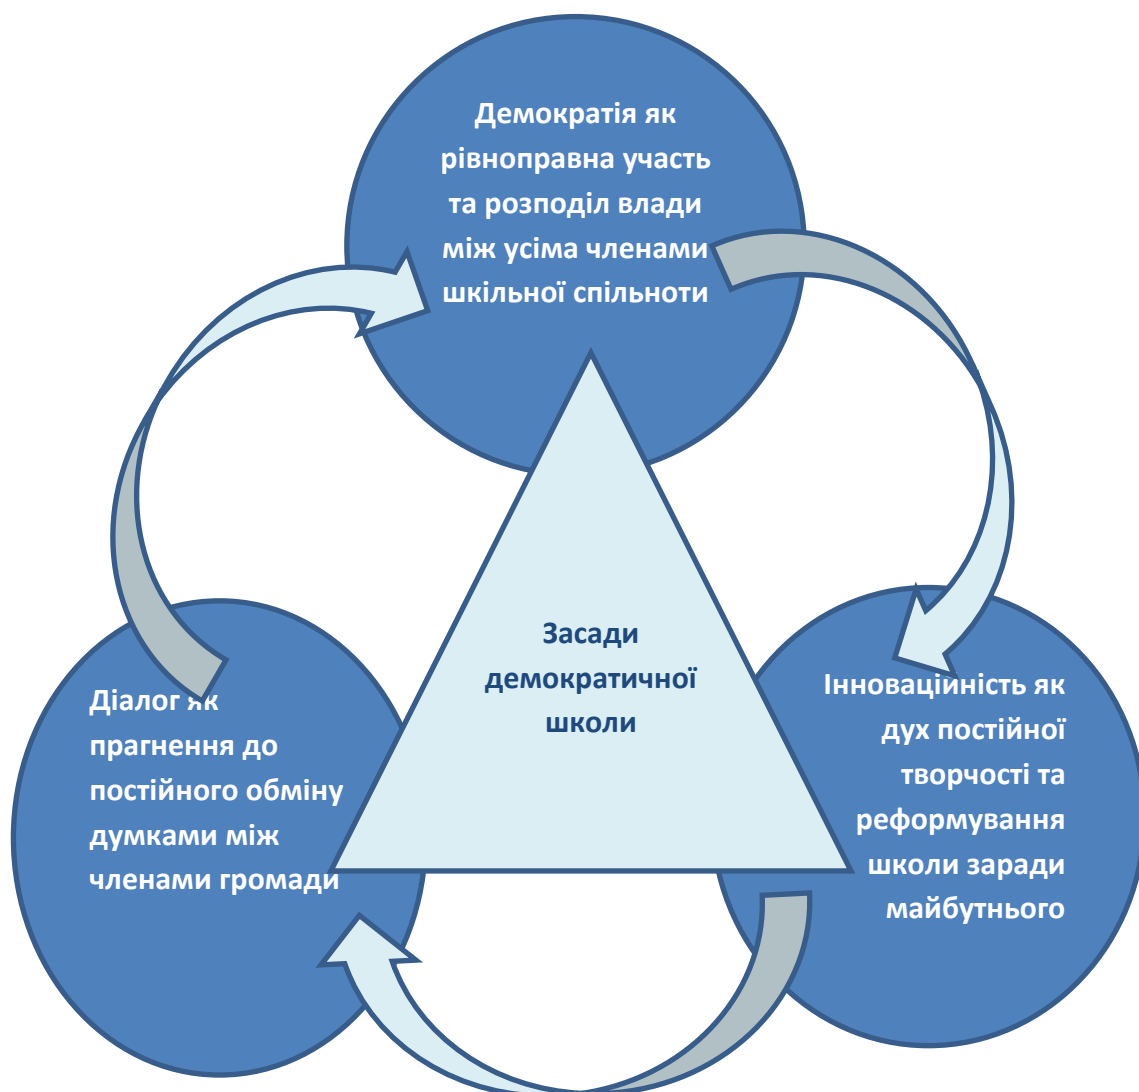 Демократія як
рівноправна участь
та розподіл влади
між усіма членами
шкільної спільноти
Засади
демократичної
школи
Діалог як
прагнення до
постійного обміну
думками між
членами громади
Інноваційність як
дух постійної
творчості та
реформування
школи заради
майбутнього